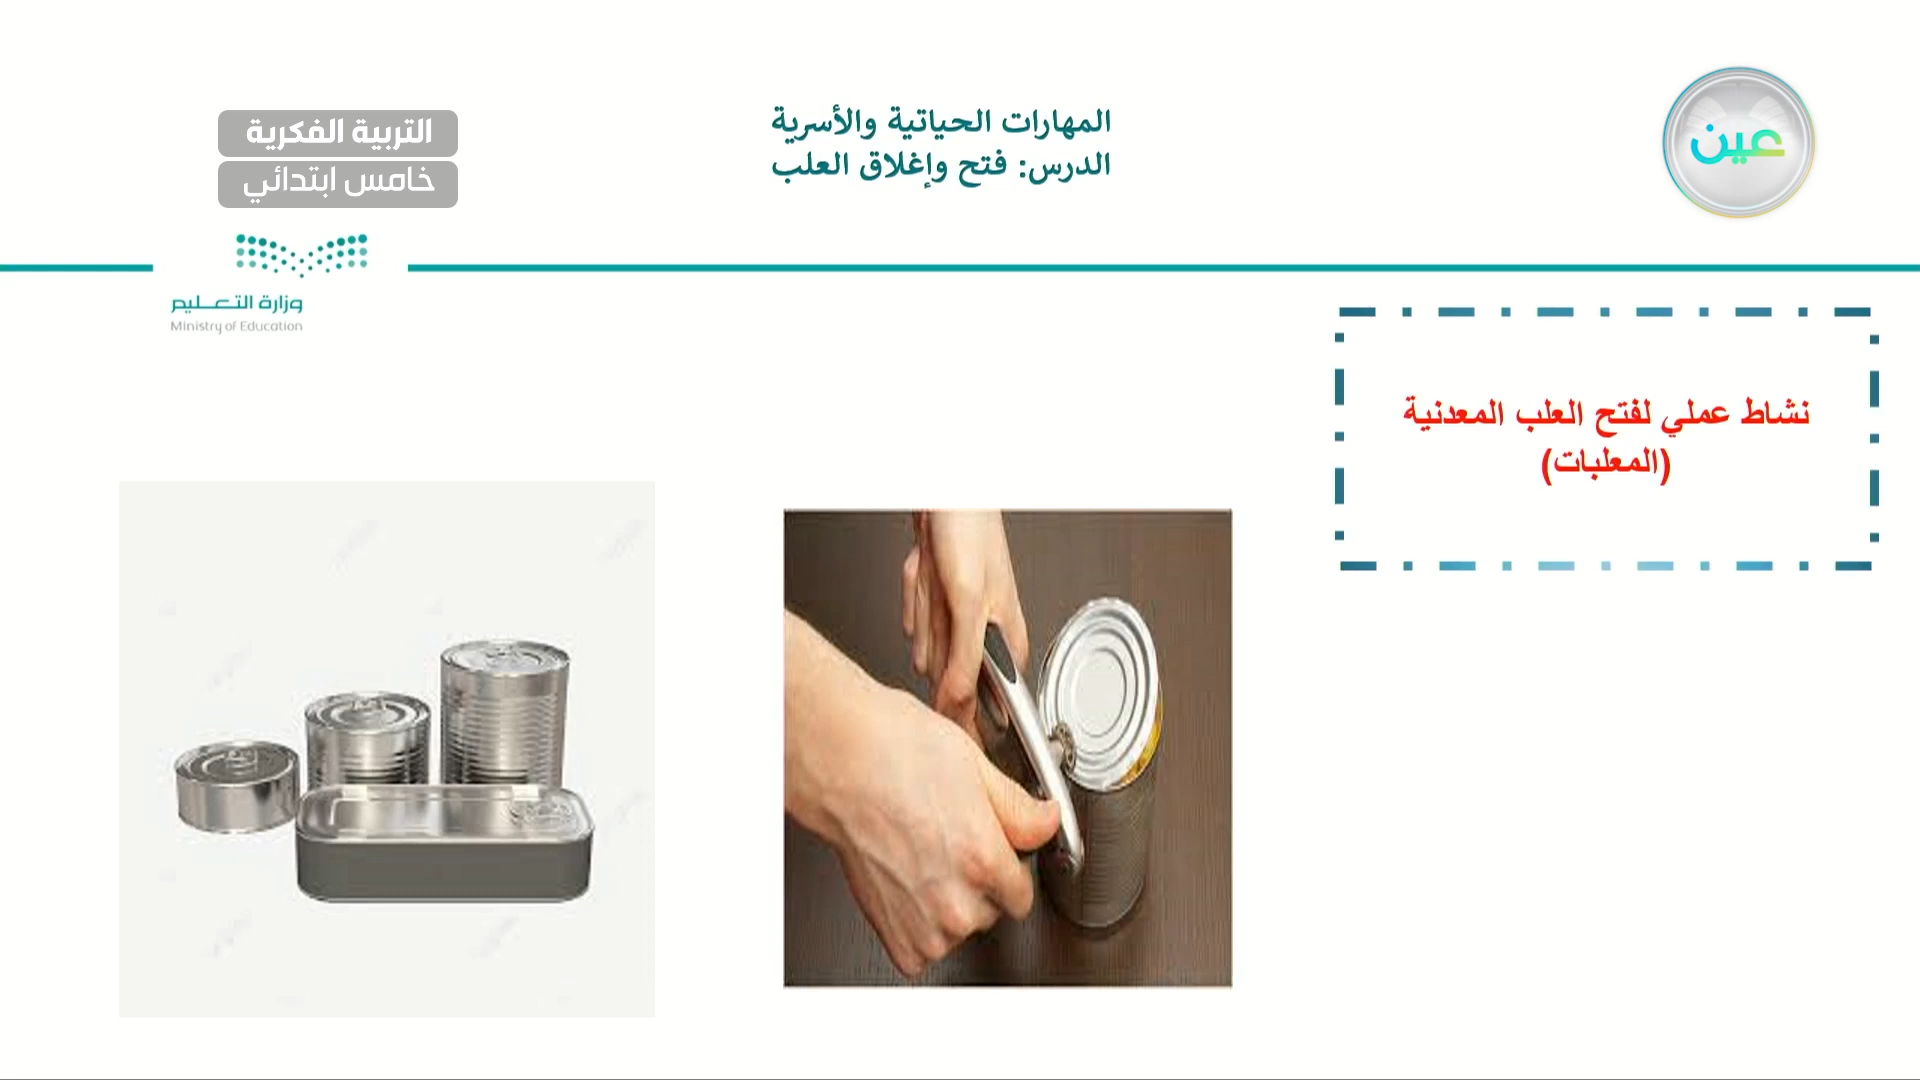 المهارات الحياتية والأسرية
الدرس: فتح وإغلاق العلب
التربية الفكرية
خامس ابتدائي
عين
وزارة التعليم
Ministry of Education
نشاط عملي لفتح العلب المعدنية
(المعلبات)